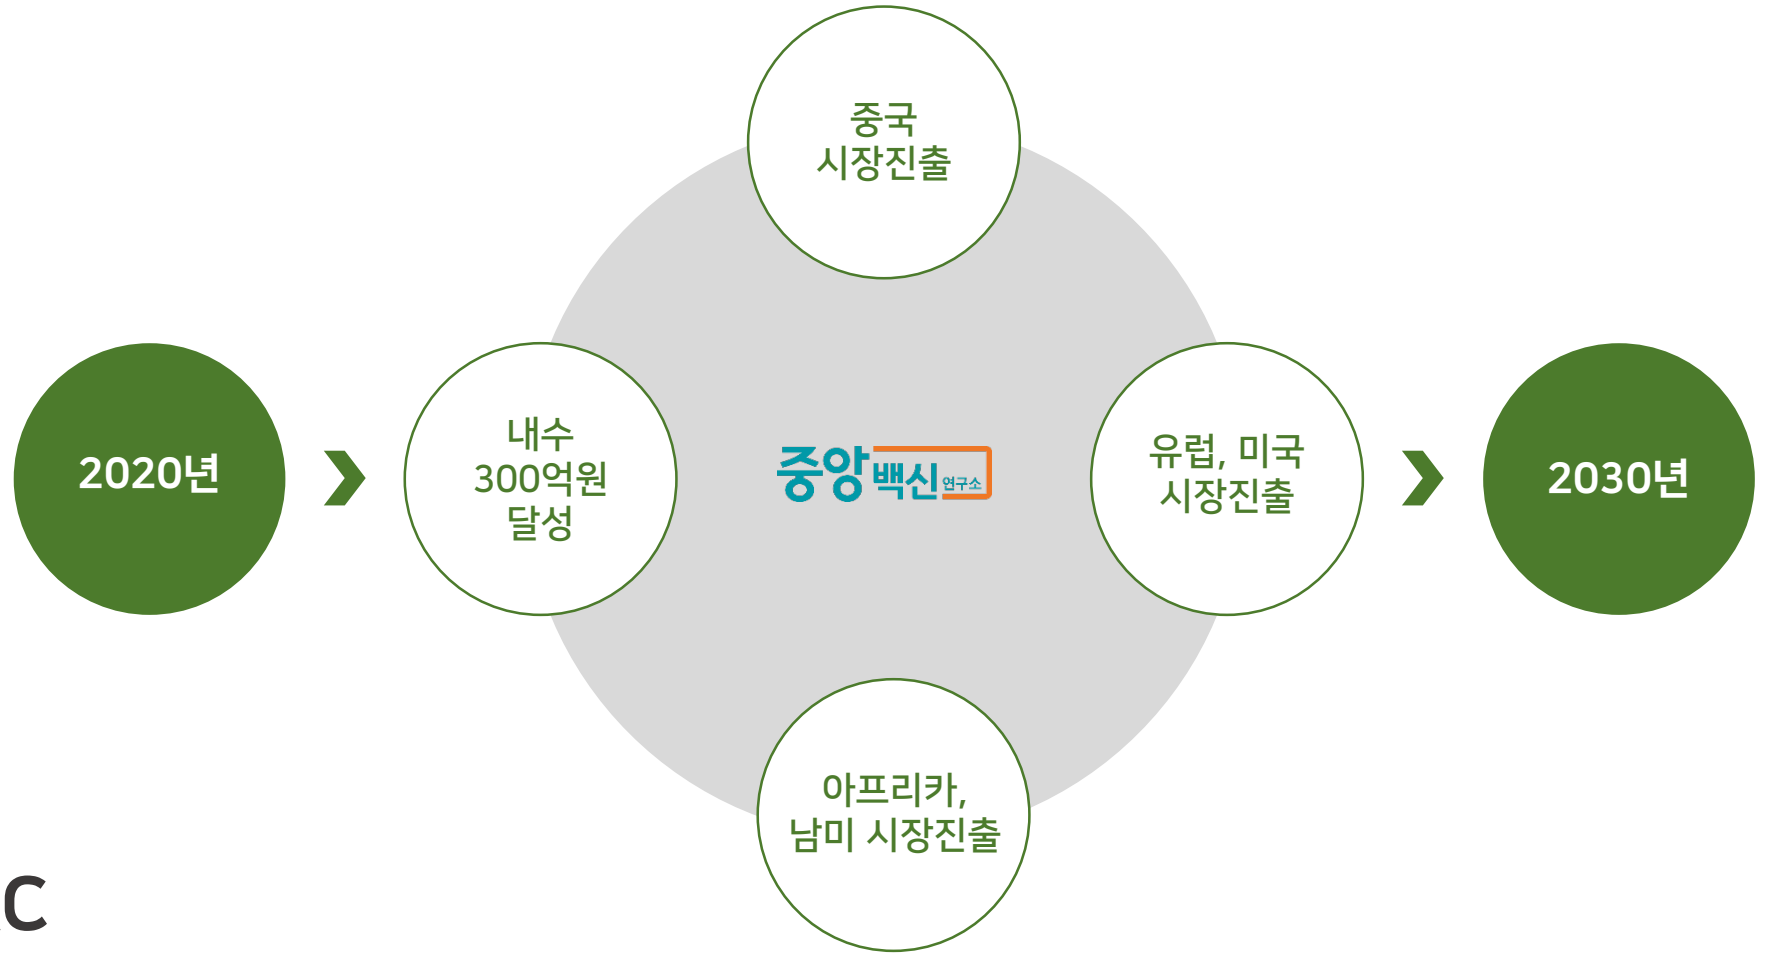 중국
시장진출
2020년
내수
300억원
달성
중앙백신연구소
유럽, 미국
시장진출
2030년
아프리카,
남미 시장진출
C